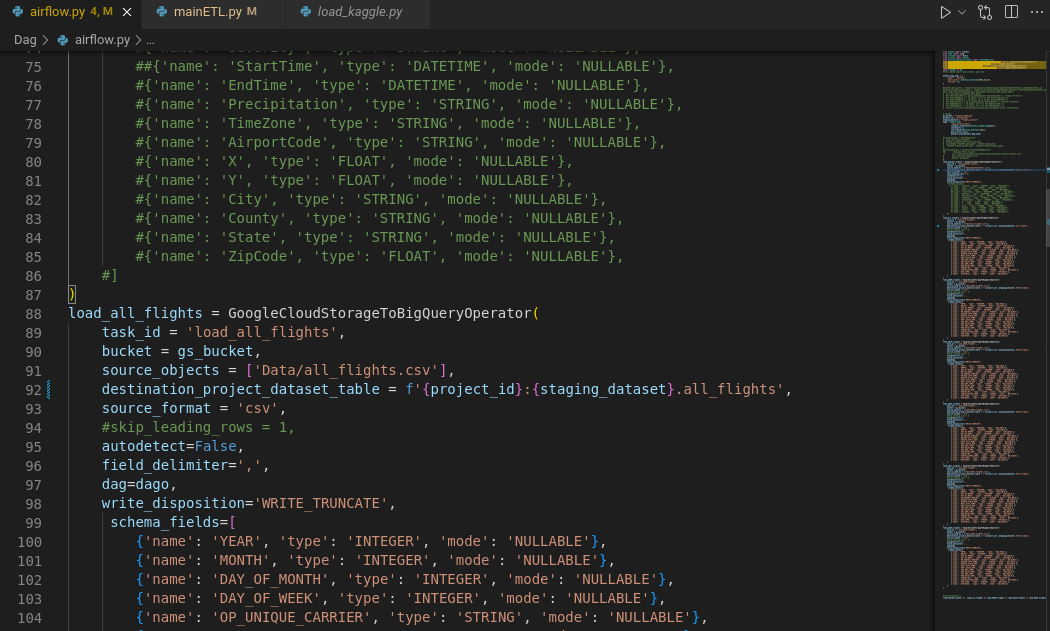 airflow.py 4, M
mainETL.py M
load_kaggle.py
Dag > airflow.py > ...
75 ##{'name': 'StartTime', 'type': 'DATETIME', 'mode': 'NULLABLE'},
76 #{'name': 'EndTime', 'type': 'DATETIME', 'mode': 'NULLABLE'},
77 #{'name': 'Precipitation', 'type': 'STRING', 'mode': 'NULLABLE'},
78 #{'name': 'TimeZone', 'type': 'STRING', 'mode': 'NULLABLE'},
79 #{'name': 'AirportCode', 'type': 'STRING', 'mode': 'NULLABLE'},
80 #{'name': 'X', 'type': 'FLOAT', 'mode': 'NULLABLE'},
81 #{'name': 'Y', 'type': 'FLOAT', 'mode': 'NULLABLE'},
82 #{'name': 'City', 'type': 'STRING', 'mode': 'NULLABLE'},
83 #{'name': 'County', 'type': 'STRING', 'mode': 'NULLABLE'},
84 #{'name': 'State', 'type': 'STRING', 'mode': 'NULLABLE'},
85 #{'name': 'ZipCode', 'type': 'FLOAT', 'mode': 'NULLABLE'},
86 #]
87 )
88 load_all_flights = GoogleCloudStorageToBigQueryOperator(
89 task_id = 'load_all_flights',
90 bucket = gs_bucket,
91 source_objects = ['Data/all_flights.csv'],
92 destination_project_dataset_table = f'{project_id}:{staging_dataset}.all_flights',
93 source_format = 'csv',
94 #skip_leading_rows = 1,
95 autodetect=False,
96 field_delimiter=',',
97 dag=dago,
98 write_disposition='WRITE_TRUNCATE',
99 schema_fields=[
100 {'name': 'YEAR', 'type': 'INTEGER', 'mode': 'NULLABLE'},
101 {'name': 'MONTH', 'type': 'INTEGER', 'mode': 'NULLABLE'},
102 {'name': 'DAY_OF_MONTH', 'type': 'INTEGER', 'mode': 'NULLABLE'},
103 {'name': 'DAY_OF_WEEK', 'type': 'INTEGER', 'mode': 'NULLABLE'},
104 {'name': 'OP_UNIQUE_CARRIER', 'type': 'STRING', 'mode': 'NULLABLE'},